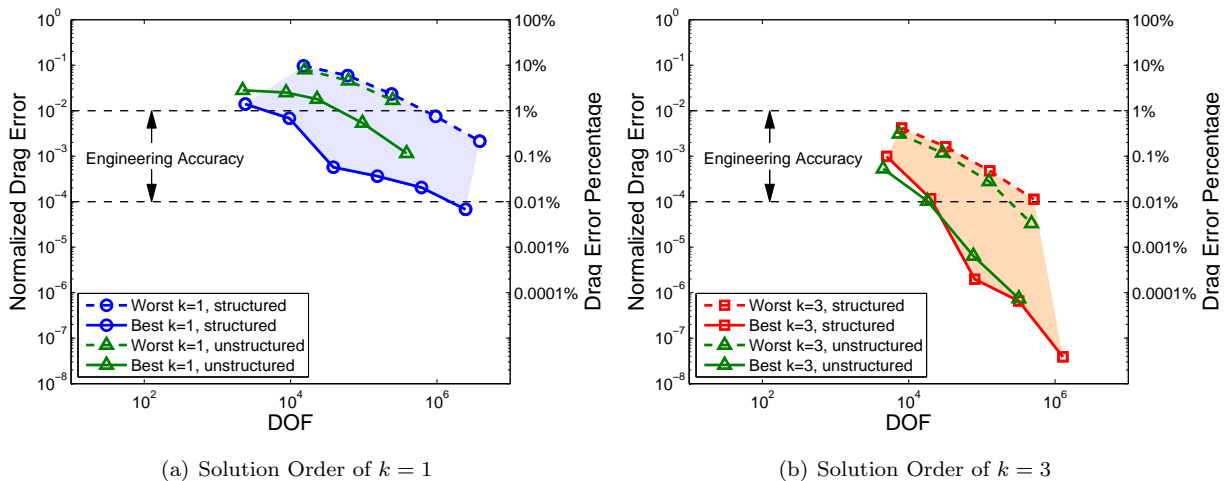 10^0
10^-1
10^-2
10^-3
10^-4
10^-5
10^-6
10^-7
10^-8
Normalized Drag Error
100%
10%
1%
0.1%
0.01%
0.001%
0.0001%
Drag Error Percentage
Engineering Accuracy
Worst k=1, structured
Best k=1, structured
Worst k=1, unstructured
Best k=1, unstructured
10^2
10^4
10^6
DOF
(a) Solution Order of k = 1
10^0
10^-1
10^-2
10^-3
10^-4
10^-5
10^-6
10^-7
10^-8
Normalized Drag Error
100%
10%
1%
0.1%
0.01%
0.001%
0.0001%
Drag Error Percentage
Engineering Accuracy
Worst k=3, structured
Best k=3, structured
Worst k=3, unstructured
Best k=3, unstructured
10^2
10^4
10^6
DOF
(b) Solution Order of k = 3